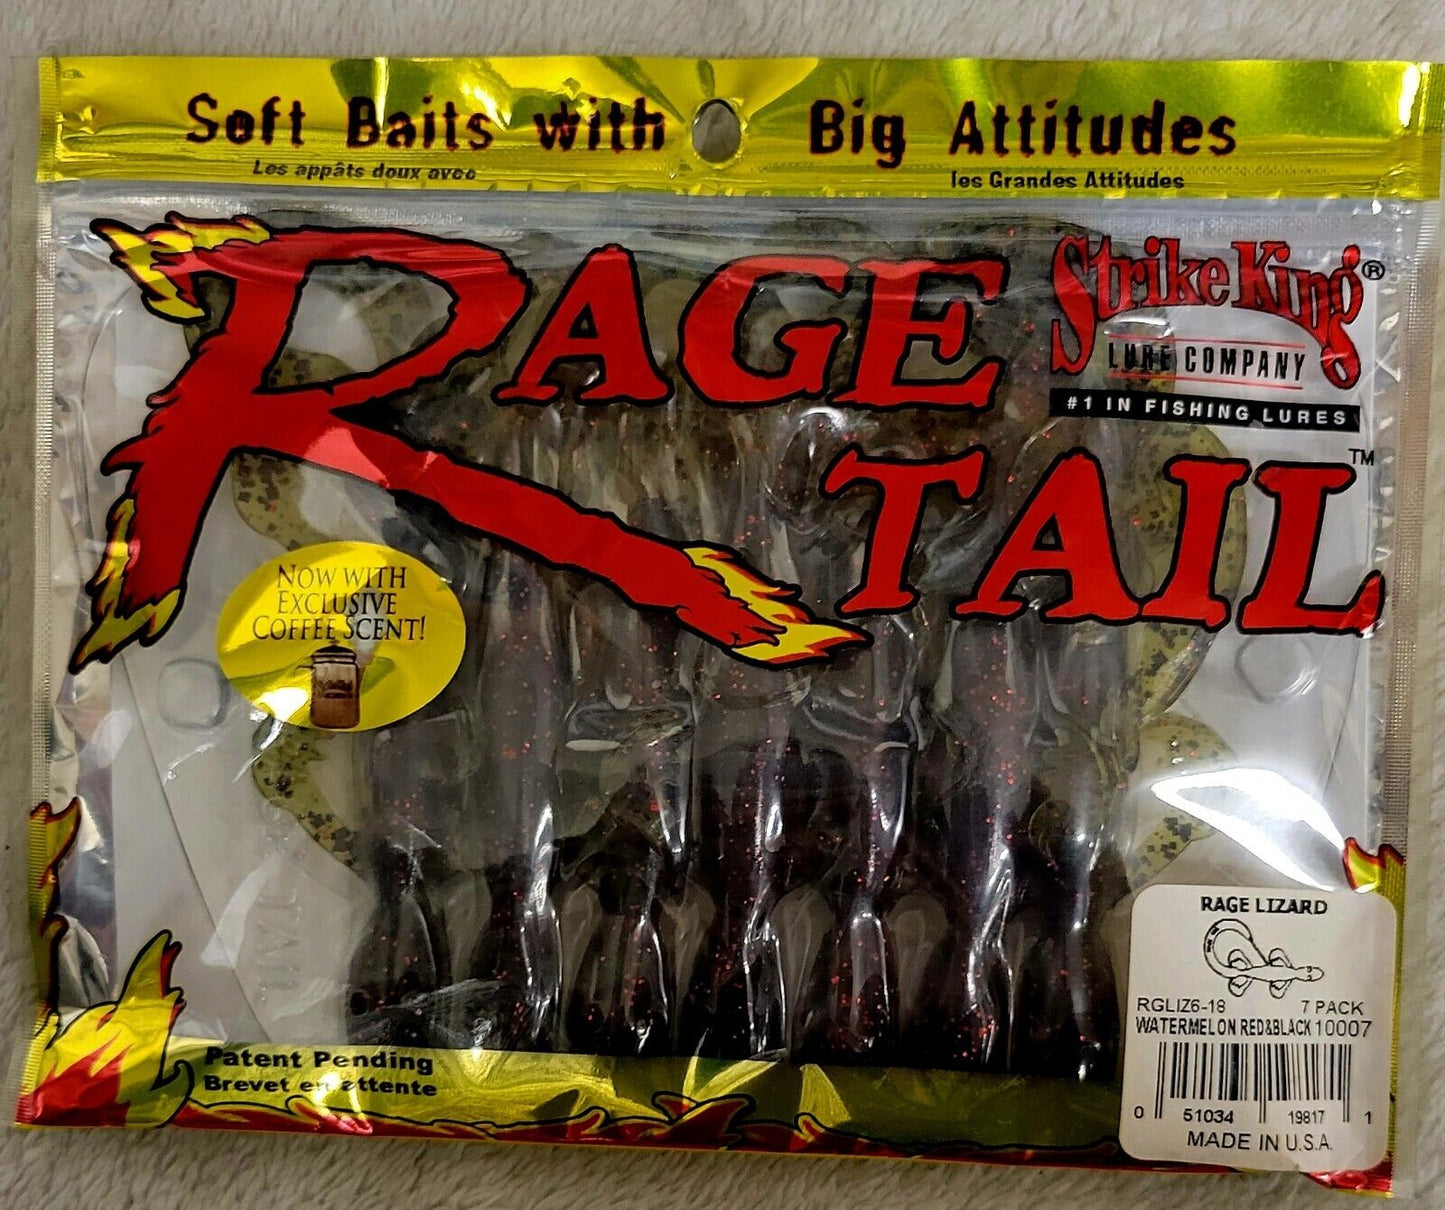 Soft Baits with Big Attitudes
Les appâts doux avec les Grandes Attitudes
RAGE
TAIL™
Strike King®
LURE COMPANY
#1 IN FISHING LURES
NOW WITH
EXCLUSIVE
COFFEE SCENT!
RAGE LIZARD
RGLIZ6-18 7 PACK
WATERMELON RED&BLACK 10007
0 51034 19817 1
MADE IN U.S.A.
Patent Pending
Brevet en attente